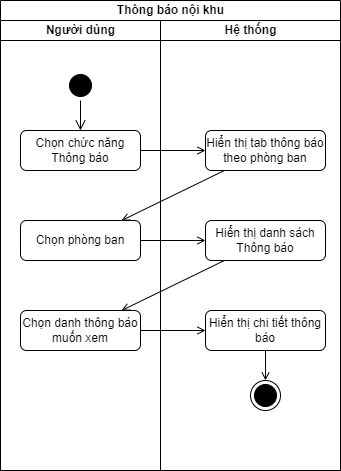 Thông báo nội khu
Người dùng
Hệ thống
Chọn chức năng
Thông báo
Hiển thị tab thông báo
theo phòng ban
Chọn phòng ban
Hiển thị danh sách
Thông báo
Chọn danh thông báo
muốn xem
Hiển thị chi tiết thông
báo